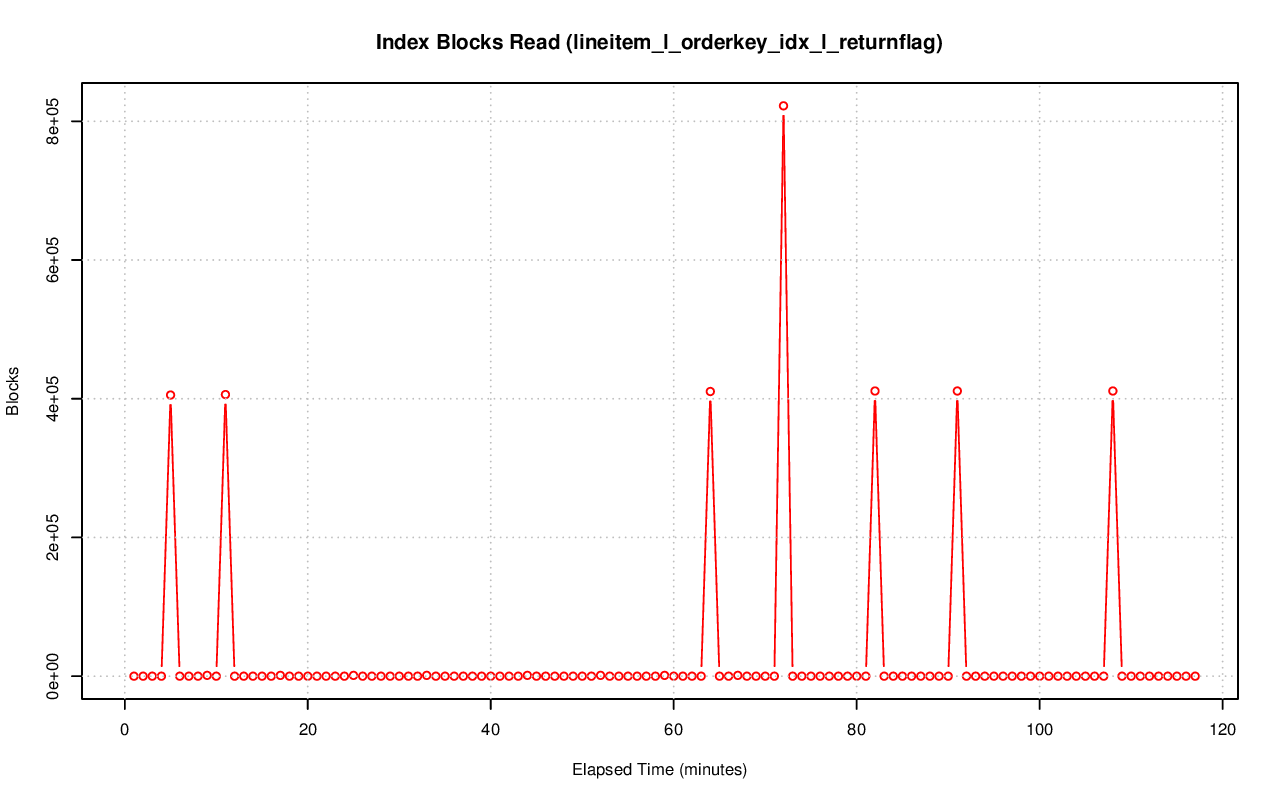 Index Blocks Read (lineitem_l_orderkey_idx_l_returnflag)
8e+05
6e+05
4e+05
2e+05
0e+00
Blocks
0 20 40 60 80 100 120
Elapsed Time (minutes)